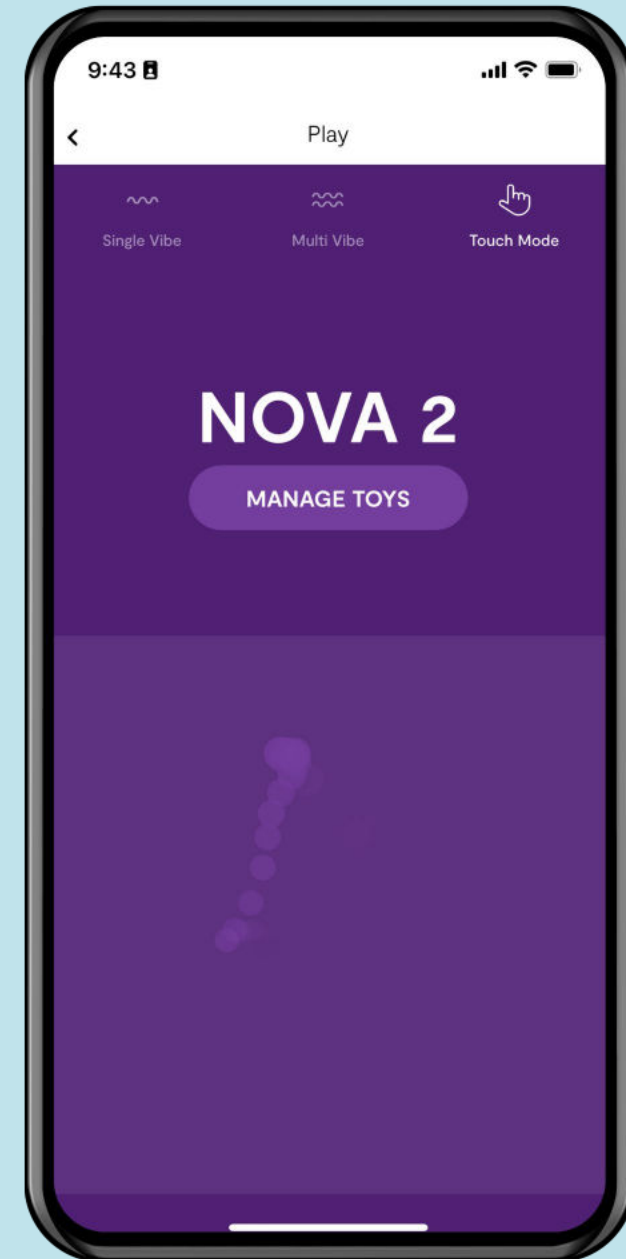 9:43
Play
Single Vibe
Multi Vibe
Touch Mode
NOVA 2
MANAGE TOYS